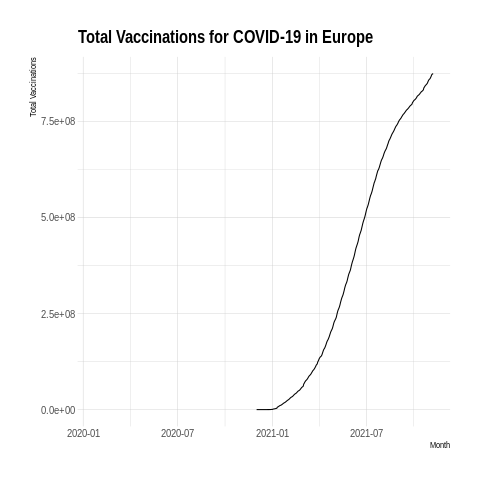 Total Vaccinations for COVID-19 in Europe
Total Vaccinations
7.5e+08
5.0e+08
2.5e+08
0.0e+00
2020-01
2020-07
2021-01
2021-07
Month